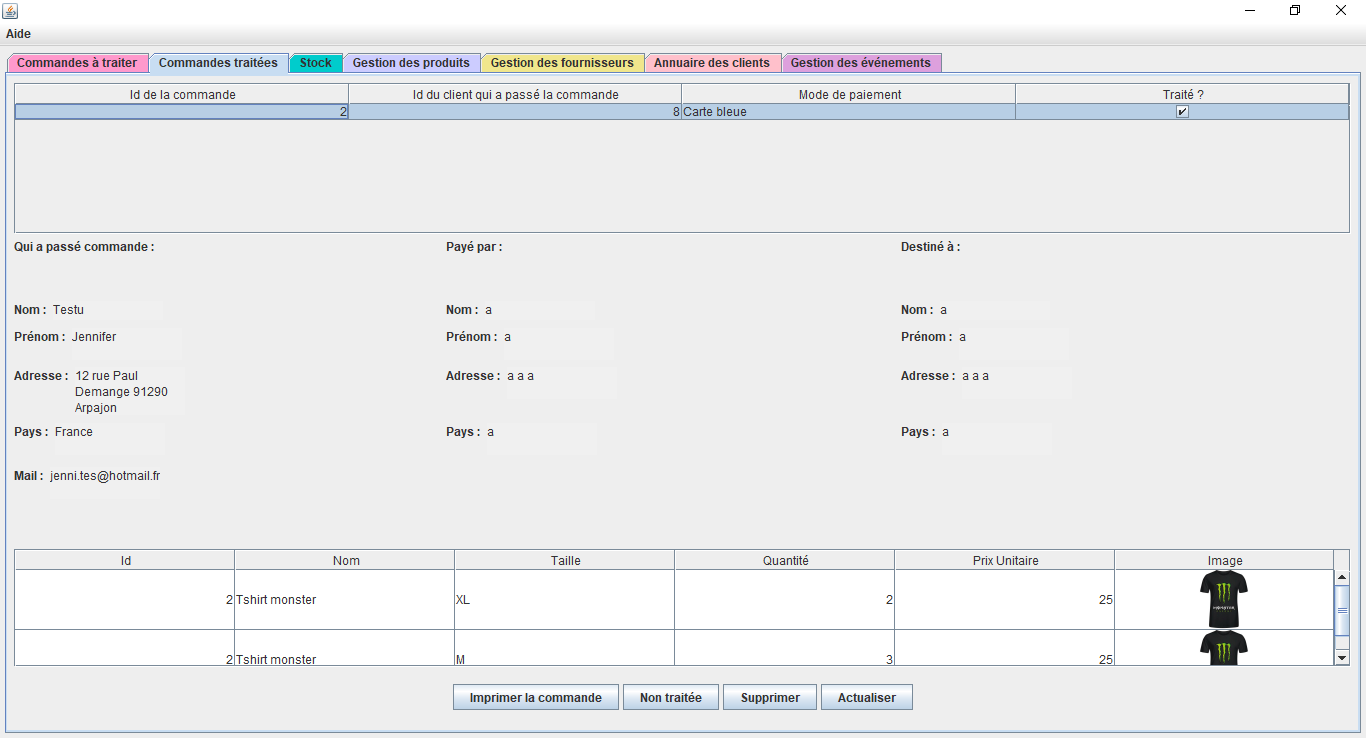 Aide
Commandes à traiter Commandes traitées Stock Gestion des produits Gestion des fournisseurs Annuaire des clients Gestion des événements
Id de la commande Id du client qui a passé la commande Mode de paiement Traité ?
2 8 Carte bleue
Qui a passé commande : Payé par : Destiné à :
Nom : Testu Nom : a Nom : a
Prénom : Jennifer Prénom : a Prénom : a
Adresse : 12 rue Paul Adresse : a a a Adresse : a a a
Demange 91290
Arpajon
Pays : France Pays : a Pays : a
Mail : jenni.tes@hotmail.fr
Id Nom Taille Quantité Prix Unitaire Image
2 Tshirt monster XL 2 25
2 Tshirt monster M 3 25
Imprimer la commande Non traitée Supprimer Actualiser